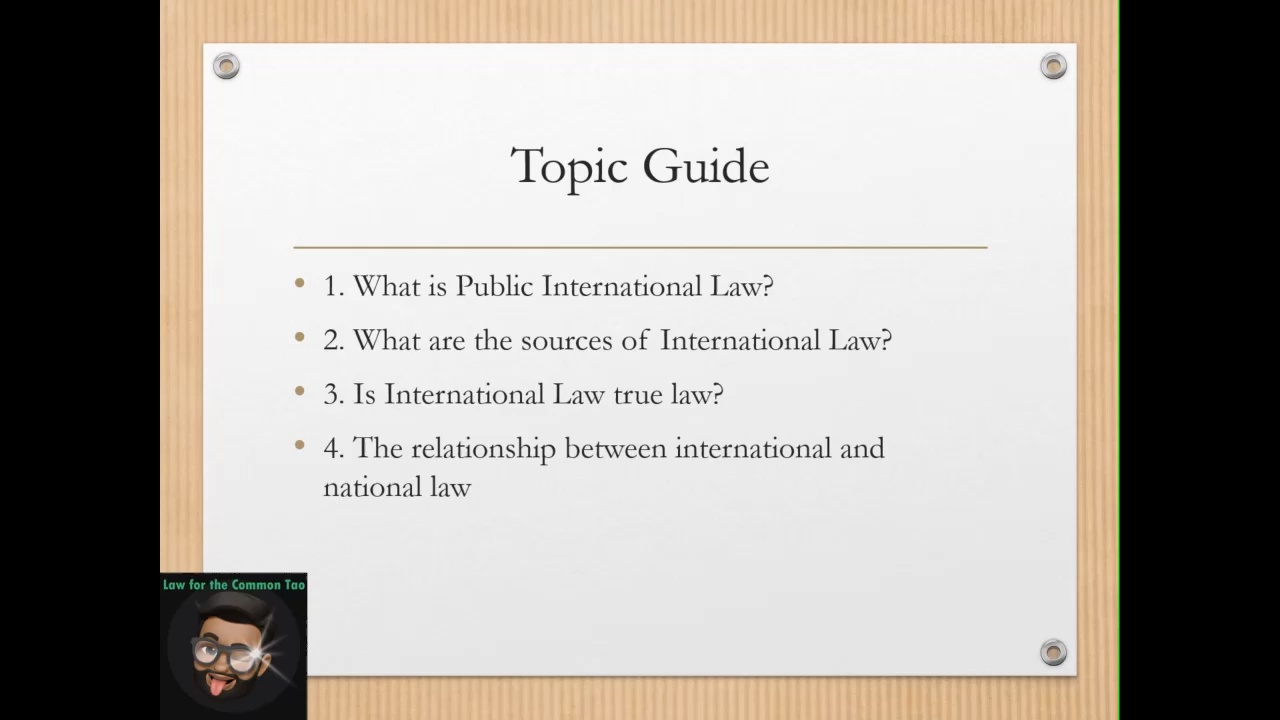 Topic Guide
• 1. What is Public International Law?
• 2. What are the sources of International Law?
• 3. Is International Law true law?
• 4. The relationship between international and
national law
Law for the Common Tao